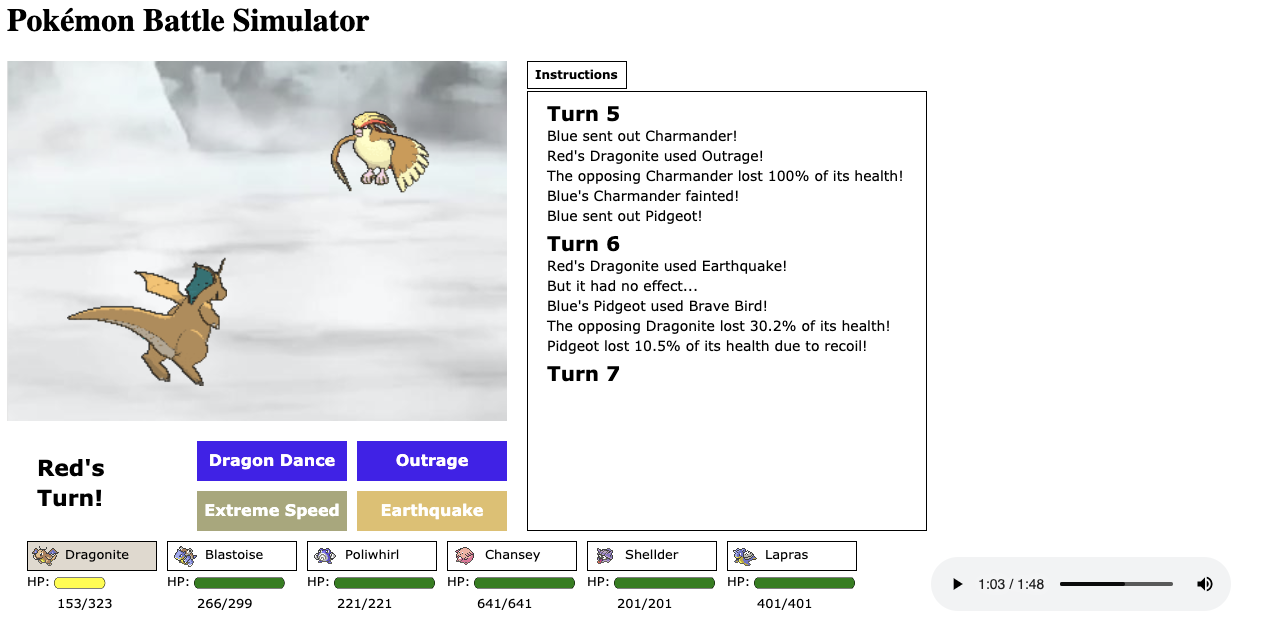 Pokémon Battle Simulator
Instructions
Turn 5
Blue sent out Charmander!
Red's Dragonite used Outrage!
The opposing Charmander lost 100% of its health!
Blue's Charmander fainted!
Blue sent out Pidgeot!
Turn 6
Red's Dragonite used Earthquake!
But it had no effect...
Blue's Pidgeot used Brave Bird!
The opposing Dragonite lost 30.2% of its health!
Pidgeot lost 10.5% of its health due to recoil!
Turn 7
Red's
Turn!
Dragon Dance
Outrage
Extreme Speed
Earthquake
Dragonite
Blastoise
Poliwhirl
Chansey
Shellder
Lapras
HP:
HP:
HP:
HP:
HP:
HP:
153/323
266/299
221/221
641/641
201/201
401/401
1:03 / 1:48